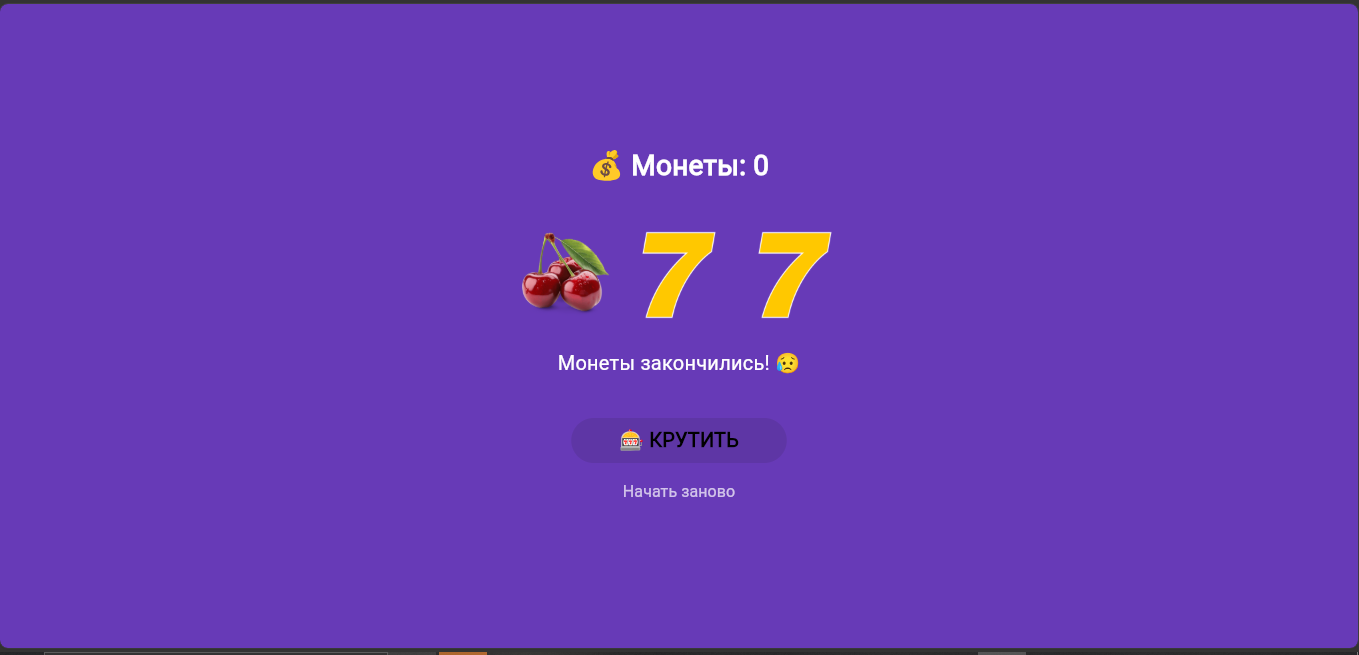 💰 Монеты: 0
7 7
Монеты закончились! 😥
🎰 КРУТИТЬ
Начать заново